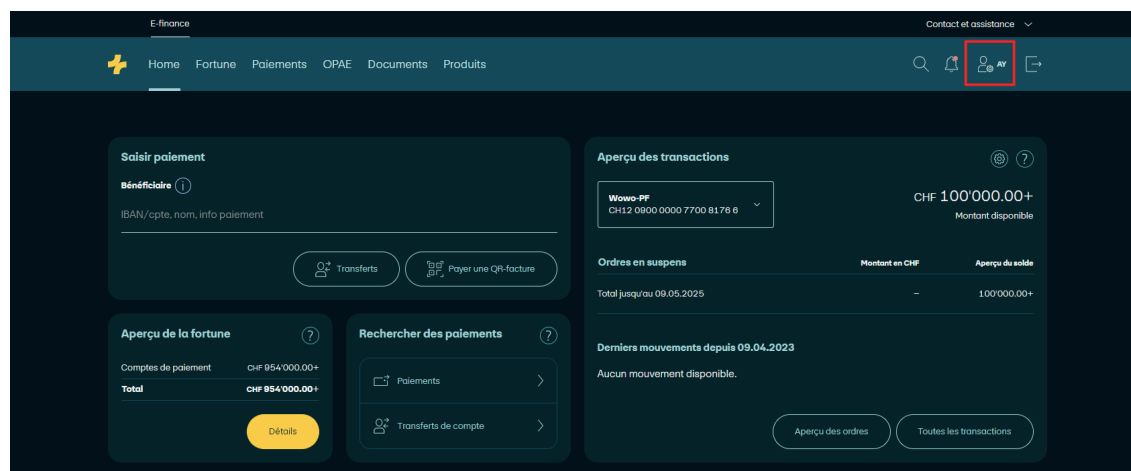 E-finance
Contact et assistance
Home Fortune Paiements OPAE Documents Produits
AY
Saisir paiement
Bénéficiaire i
IBAN/cpte, nom, info paiement
Transferts
Payer une QR-facture
Aperçu de la fortune ?
Comptes de paiement CHF 954'000.00+
Total CHF 954'000.00+
Détails
Rechercher des paiements ?
Paiements
Transferts de compte
Aperçu des transactions ?
Wowo-PF
CH12 0900 0000 7700 8176 6
CHF 100'000.00+
Montant disponible
Ordres en suspens Montant en CHF Aperçu du solde
Total jusqu'au 09.05.2025 – 100'000.00+
Derniers mouvements depuis 09.04.2023
Aucun mouvement disponible.
Aperçu des ordres
Toutes les transactions